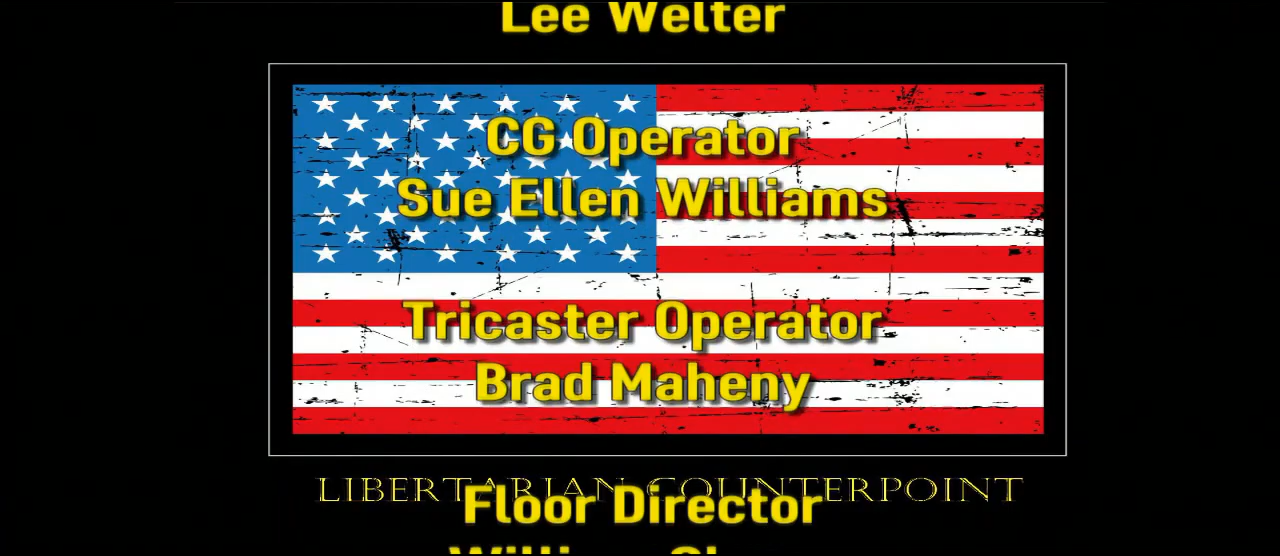 Lee Welter
CG Operator
Sue Ellen Williams
Tricaster Operator
Brad Maheny
LIBERTARIAN COUNTERPOINT
Floor Director